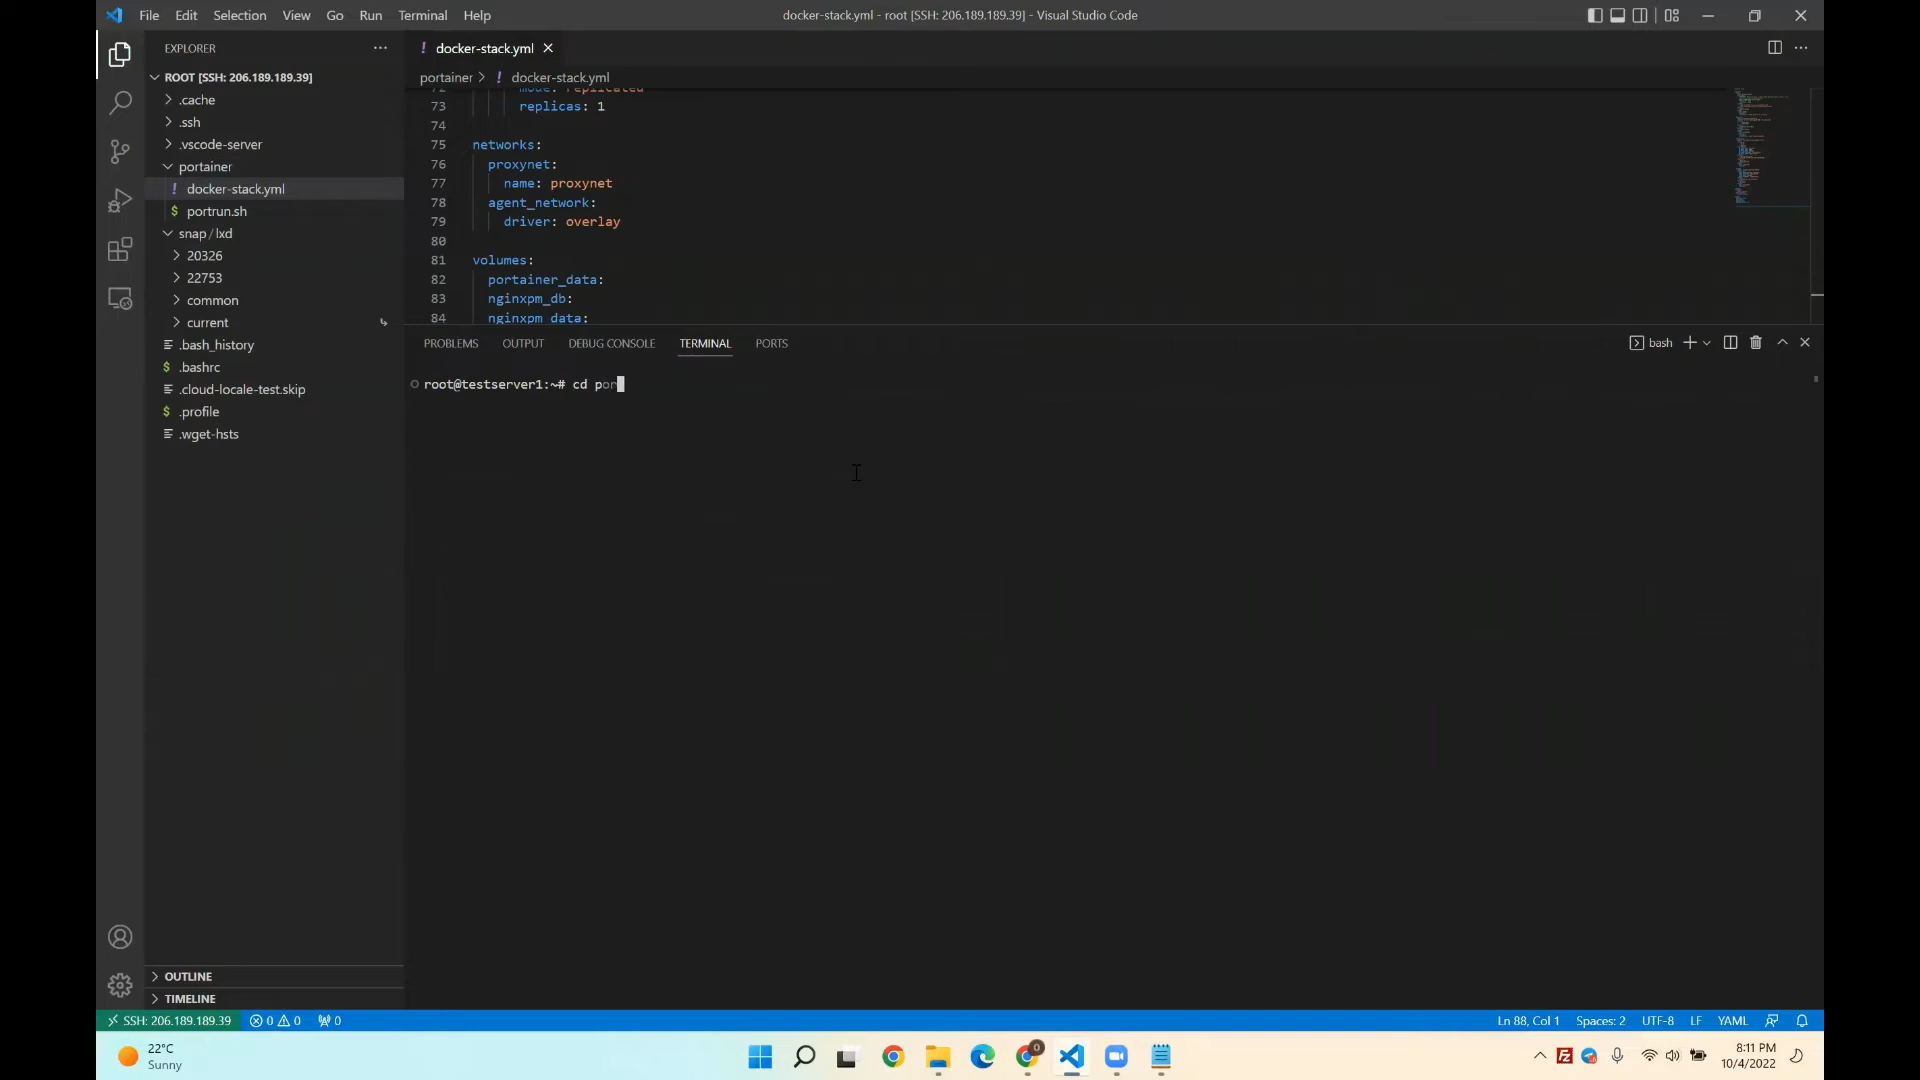 File Edit Selection View Go Run Terminal Help
docker-stack.yml - root [SSH: 206.189.189.39] - Visual Studio Code
EXPLORER
ROOT [SSH: 206.189.189.39]
.cache
.ssh
.vscode-server
portainer
! docker-stack.yml
$ portrun.sh
snap / lxd
20326
22753
common
current
.bash_history
$ .bashrc
.cloud-locale-test.skip
$ .profile
.wget-hsts
OUTLINE
TIMELINE
! docker-stack.yml
portainer > ! docker-stack.yml
72 mode: replicated
73 replicas: 1
74
75 networks:
76 proxynet:
77 name: proxynet
78 agent_network:
79 driver: overlay
80
81 volumes:
82 portainer_data:
83 nginxpm_db:
84 nginxpm_data:
PROBLEMS OUTPUT DEBUG CONSOLE TERMINAL PORTS
bash
root@testserver1:~# cd por
SSH: 206.189.189.39 0 0 0
Ln 88, Col 1 Spaces: 2 UTF-8 LF YAML
22°C
Sunny
0
8:11 PM
10/4/2022